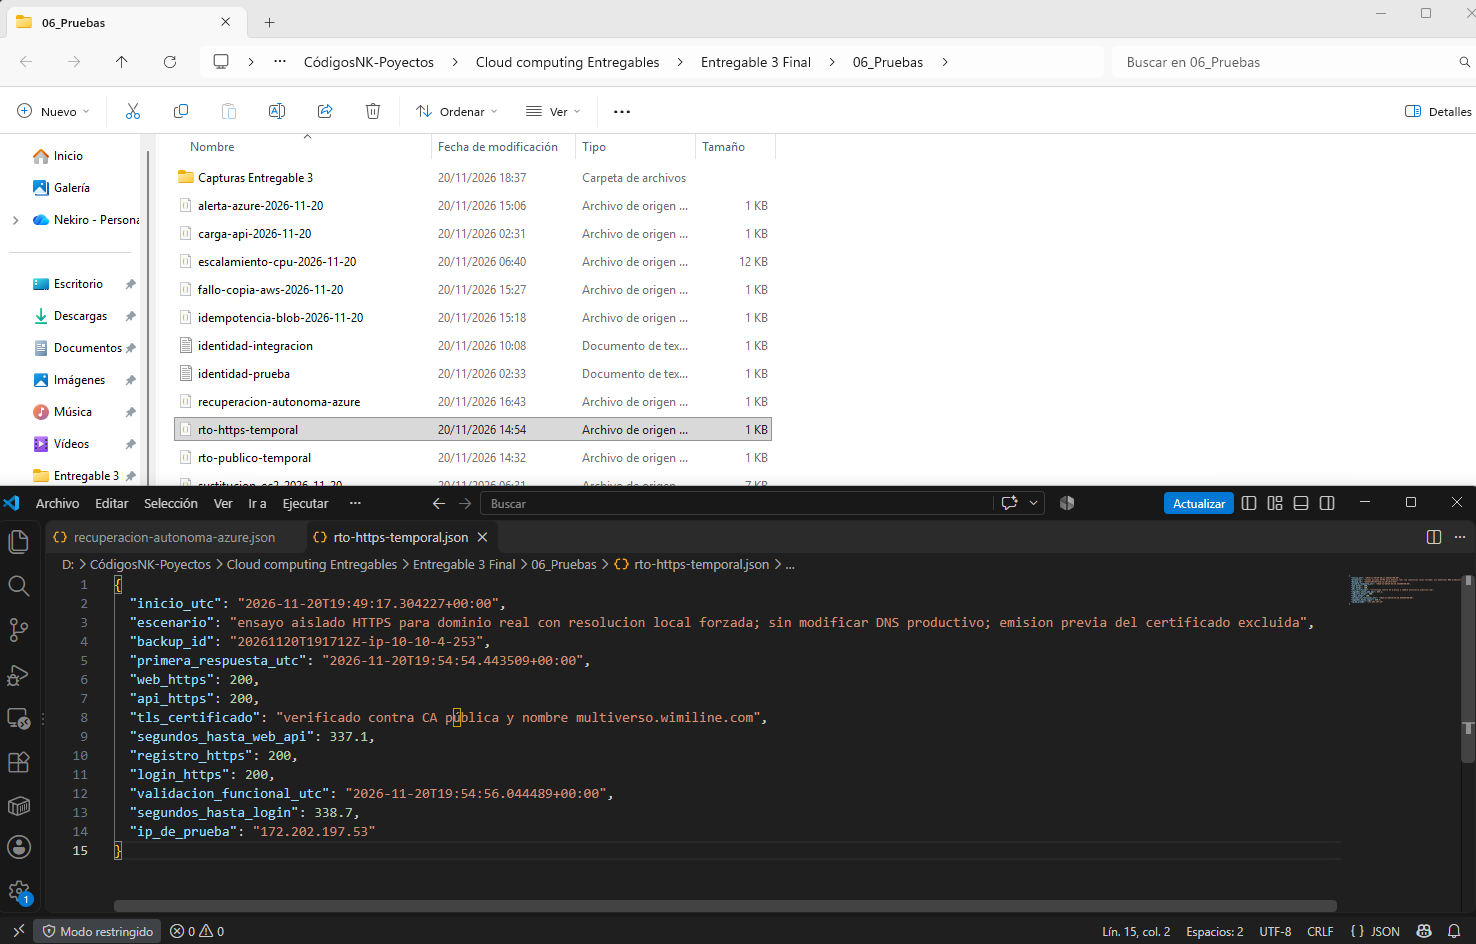 06_Pruebas
CódigosNK-Poyectos > Cloud computing Entregables > Entregable 3 Final > 06_Pruebas >
Buscar en 06_Pruebas
Nuevo
Ordenar
Ver
Detalles
Inicio
Galería
Nekiro - Persona
Escritorio
Descargas
Documentos
Imágenes
Música
Vídeos
Entregable 3
Nombre Fecha de modificación Tipo Tamaño
Capturas Entregable 3 20/11/2026 18:37 Carpeta de archivos
alerta-azure-2026-11-20 20/11/2026 15:06 Archivo de origen ... 1 KB
carga-api-2026-11-20 20/11/2026 02:31 Archivo de origen ... 1 KB
escalamiento-cpu-2026-11-20 20/11/2026 06:40 Archivo de origen ... 12 KB
fallo-copia-aws-2026-11-20 20/11/2026 15:27 Archivo de origen ... 1 KB
idempotencia-blob-2026-11-20 20/11/2026 15:18 Archivo de origen ... 1 KB
identidad-integracion 20/11/2026 10:08 Documento de tex... 1 KB
identidad-prueba 20/11/2026 02:33 Documento de tex... 1 KB
recuperacion-autonoma-azure 20/11/2026 16:43 Archivo de origen ... 1 KB
rto-https-temporal 20/11/2026 14:54 Archivo de origen ... 1 KB
rto-publico-temporal 20/11/2026 14:32 Archivo de origen ... 1 KB
Archivo Editar Selección Ver Ir a Ejecutar ···
Buscar
Actualizar
{} recuperacion-autonoma-azure.json
{} rto-https-temporal.json
D: > CódigosNK-Poyectos > Cloud computing Entregables > Entregable 3 Final > 06_Pruebas > {} rto-https-temporal.json > ...
1 {
2 "inicio_utc": "2026-11-20T19:49:17.304227+00:00",
3 "escenario": "ensayo aislado HTTPS para dominio real con resolucion local forzada; sin modificar DNS productivo; emision previa del certificado excluida",
4 "backup_id": "20261120T191712Z-ip-10-10-4-253",
5 "primera_respuesta_utc": "2026-11-20T19:54:54.443509+00:00",
6 "web_https": 200,
7 "api_https": 200,
8 "tls_certificado": "verificado contra CA pública y nombre multiverso.wimiline.com",
9 "segundos_hasta_web_api": 337.1,
10 "registro_https": 200,
11 "login_https": 200,
12 "validacion_funcional_utc": "2026-11-20T19:54:56.044489+00:00",
13 "segundos_hasta_login": 338.7,
14 "ip_de_prueba": "172.202.197.53"
15 }
1
Modo restringido
0 0
Lín. 15, col. 2 Espacios: 2 UTF-8 CRLF {} JSON